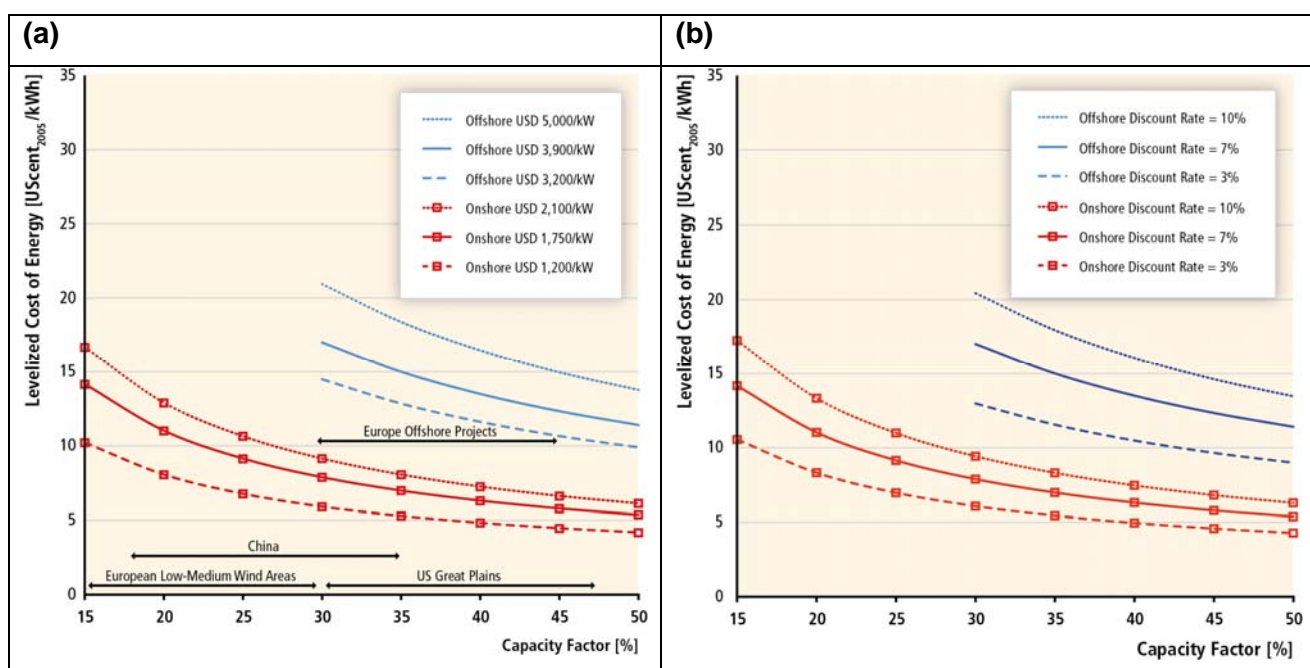 (a)
(b)
Levelized Cost of Energy [UScent2005/kWh]
35
30
25
20
15
10
5
0
Offshore USD 5,000/kW
Offshore USD 3,900/kW
Offshore USD 3,200/kW
Onshore USD 2,100/kW
Onshore USD 1,750/kW
Onshore USD 1,200/kW
Europe Offshore Projects
China
European Low-Medium Wind Areas
US Great Plains
15 20 25 30 35 40 45 50
Capacity Factor [%]
Levelized Cost of Energy [UScent2005/kWh]
35
30
25
20
15
10
5
0
Offshore Discount Rate = 10%
Offshore Discount Rate = 7%
Offshore Discount Rate = 3%
Onshore Discount Rate = 10%
Onshore Discount Rate = 7%
Onshore Discount Rate = 3%
15 20 25 30 35 40 45 50
Capacity Factor [%]